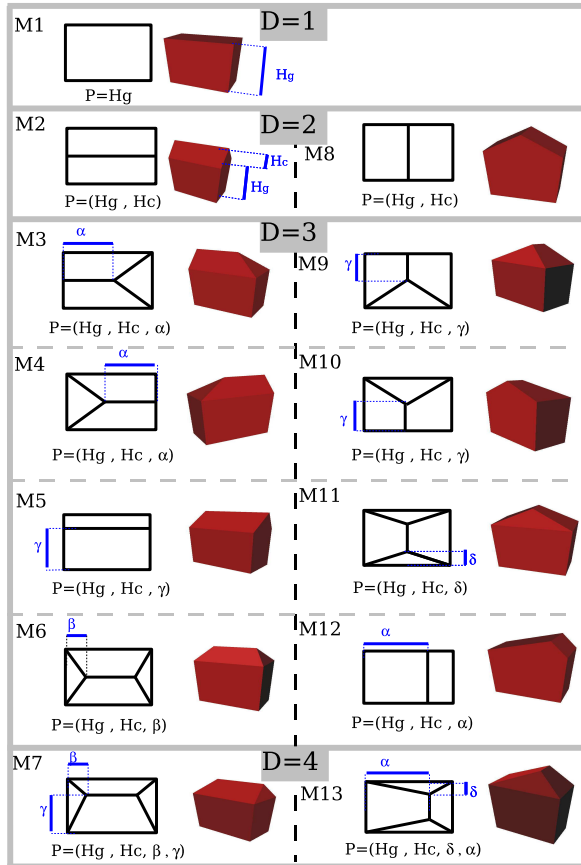 M1
D=1
Hg
P=Hg
M2
D=2
Hc
Hg
P=(Hg , Hc)
M8
P=(Hg , Hc)
D=3
M3
α
P=(Hg , Hc , α)
M9
γ
P=(Hg , Hc , γ)
M4
α
P=(Hg , Hc , α)
M10
γ
P=(Hg , Hc , γ)
M5
γ
P=(Hg , Hc , γ)
M11
δ
P=(Hg , Hc, δ)
M6
β
P=(Hg , Hc, β)
M12
α
P=(Hg , Hc , α)
D=4
M7
β
γ
P=(Hg , Hc, β , γ)
M13
α
δ
P=(Hg , Hc, δ , α)